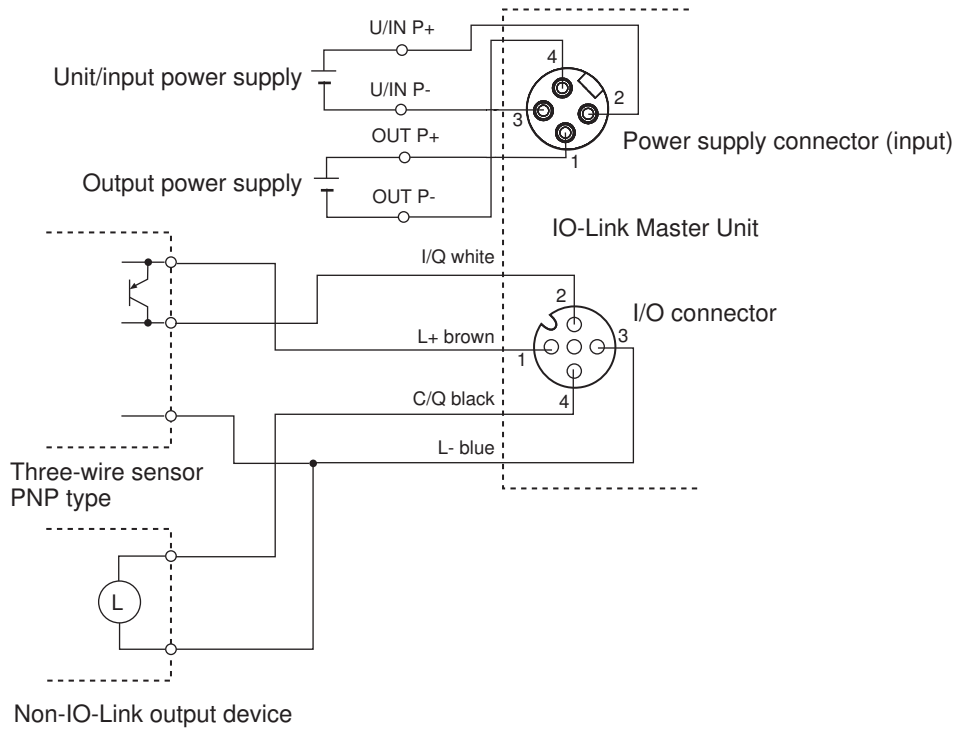 U/IN P+
Unit/input power supply
U/IN P-
4
2
3
1
Power supply connector (input)
OUT P+
Output power supply
OUT P-
IO-Link Master Unit
I/Q white
2
I/O connector
L+ brown
1
3
C/Q black
4
L- blue
Three-wire sensor
PNP type
L
Non-IO-Link output device